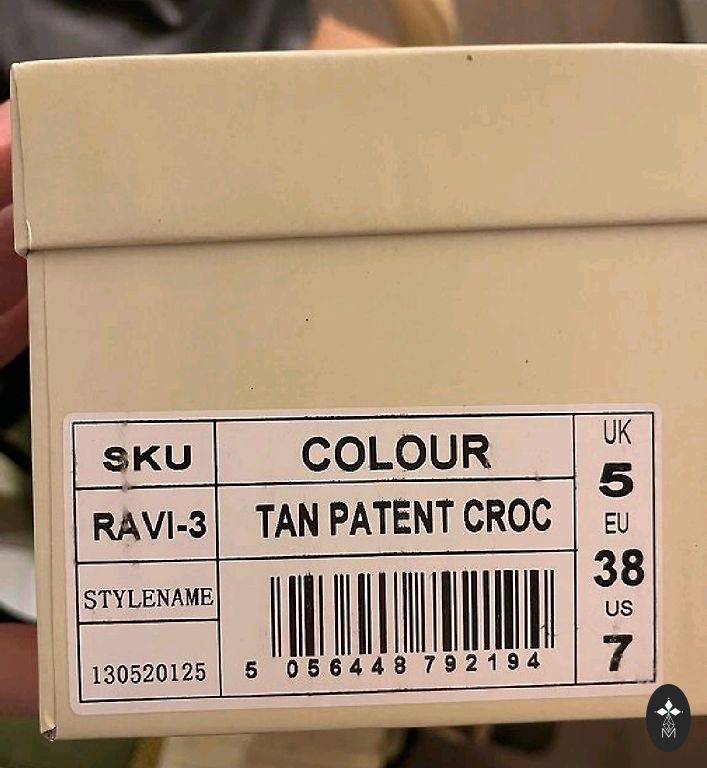 SKU
COLOUR
RAVI-3
TAN PATENT CROC
STYLENAME
130520125
5 056448 792194
UK
5
EU
38
US
7
M